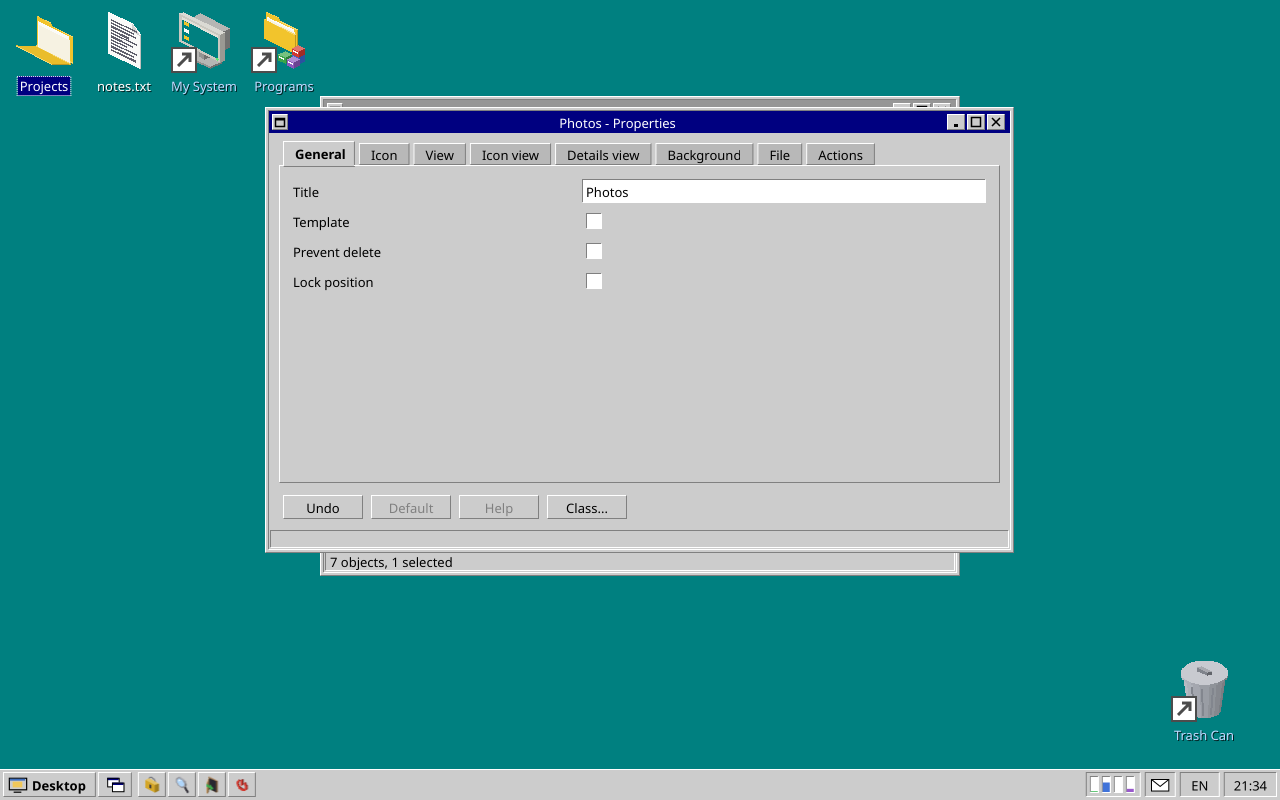 Projects
notes.txt
My System
Programs
Photos - Properties
General
Icon
View
Icon view
Details view
Background
File
Actions
Title
Photos
Template
Prevent delete
Lock position
Undo
Default
Help
Class...
7 objects, 1 selected
Trash Can
Desktop
EN
21:34